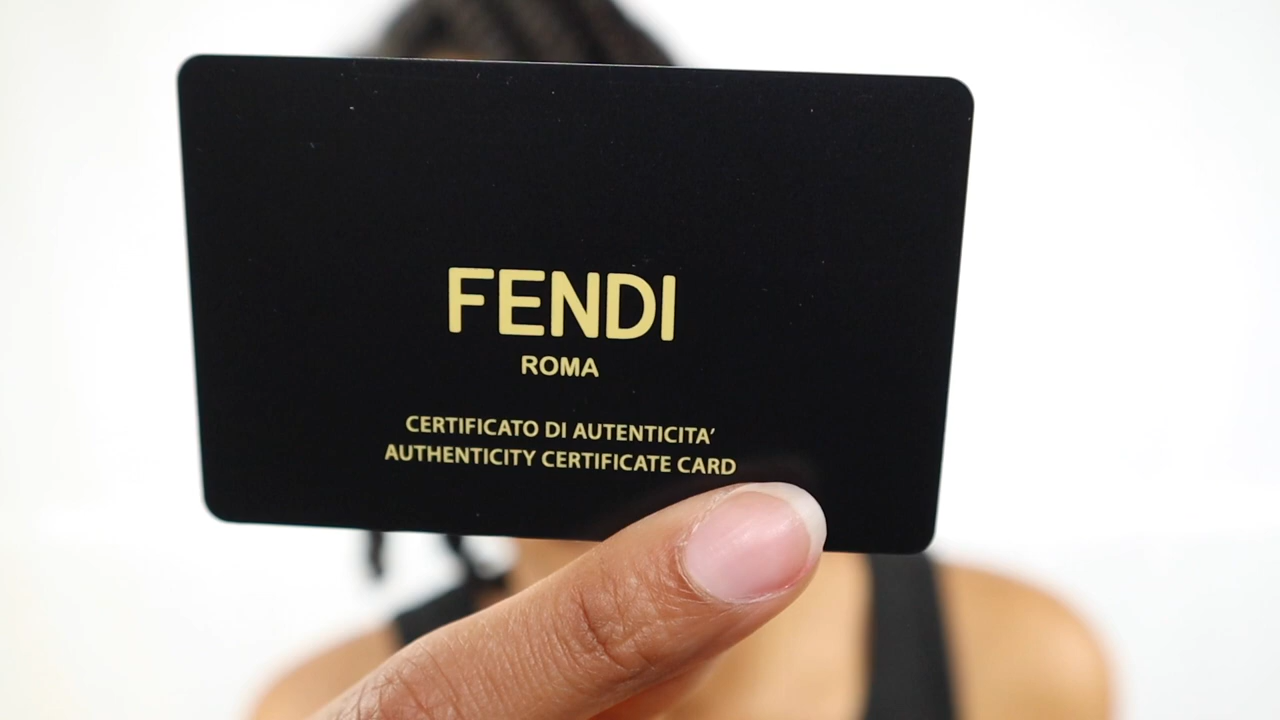 FENDI
ROMA
CERTIFICATO DI AUTENTICITA'
AUTHENTICITY CERTIFICATE CARD